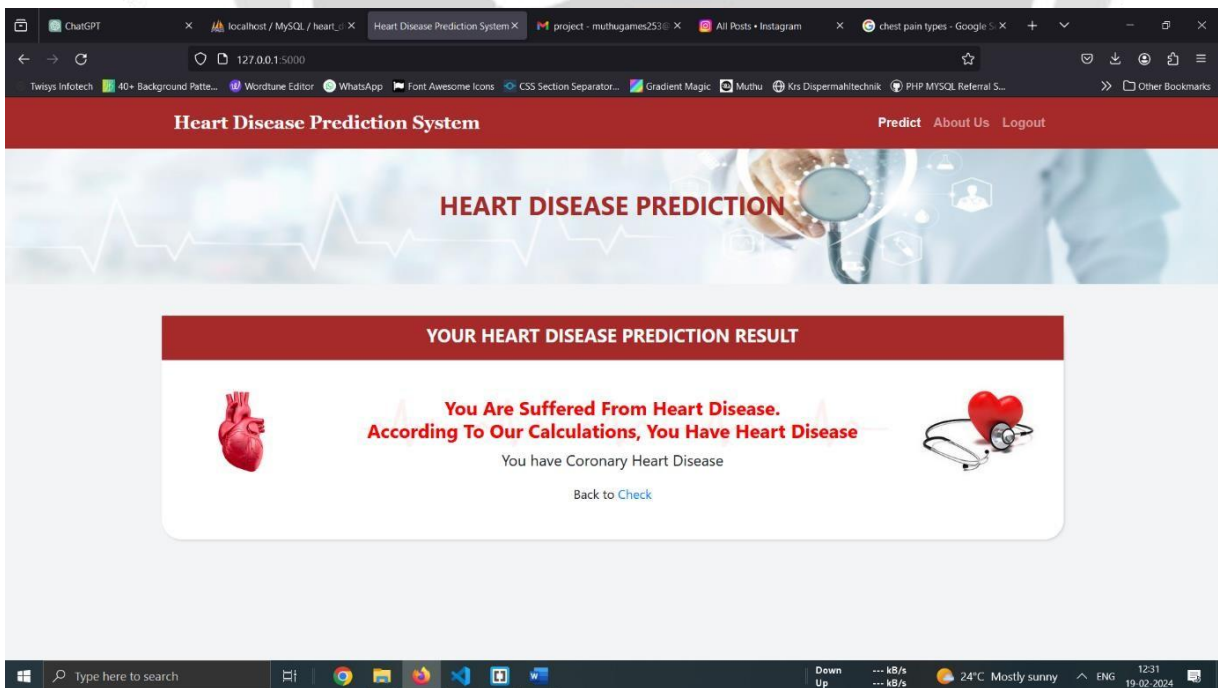 ChatGPT
localhost / MySQL / heart_d
Heart Disease Prediction System
project - muthugames253@
All Posts • Instagram
chest pain types - Google S
127.0.0.1:5000
Twisys Infotech 40+ Background Patte... Wordtune Editor WhatsApp Font Awesome Icons CSS Section Separator... Gradient Magic Muthu Krs Dispermahltechnik PHP MYSQL Referral S... Other Bookmarks
Heart Disease Prediction System Predict About Us Logout
HEART DISEASE PREDICTION
YOUR HEART DISEASE PREDICTION RESULT
You Are Suffered From Heart Disease.
According To Our Calculations, You Have Heart Disease
You have Coronary Heart Disease
Back to Check
Type here to search
Down --- kB/s
Up --- kB/s
24°C Mostly sunny
ENG
12:31
19-02-2024